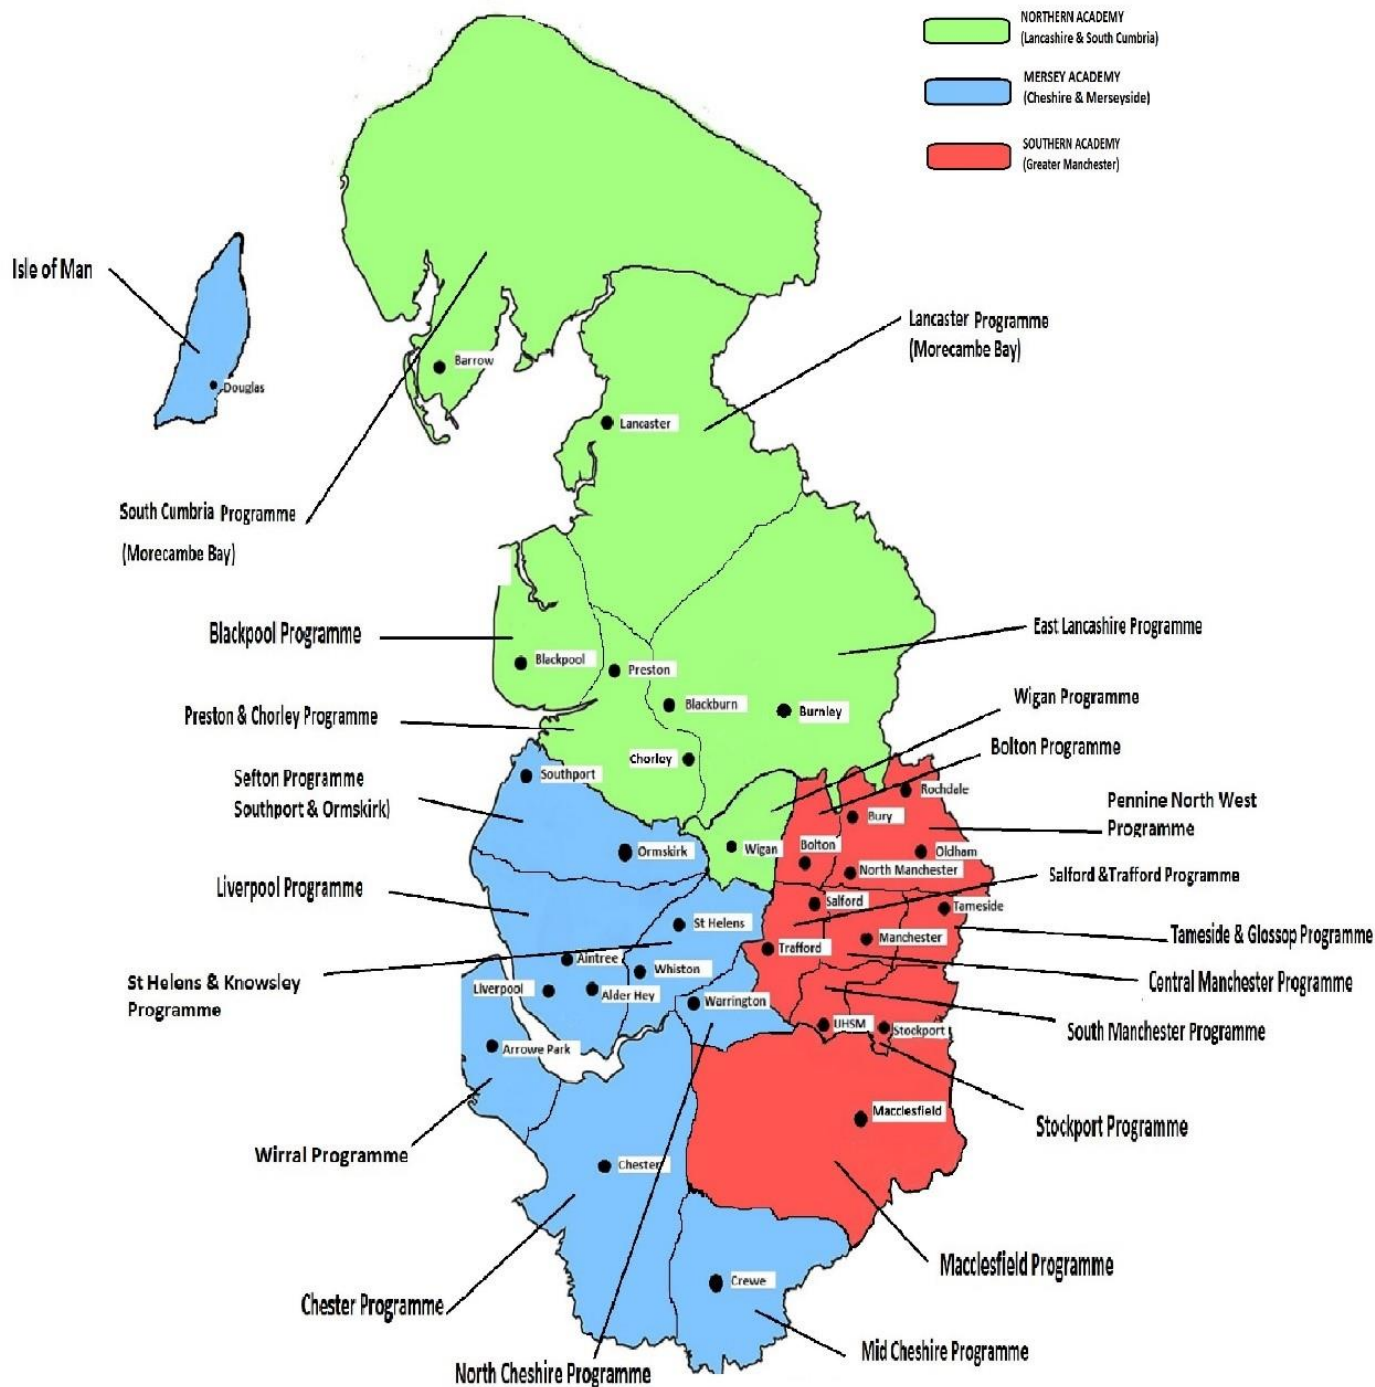 NORTHERN ACADEMY
(Lancashire & South Cumbria)
MERSEY ACADEMY
(Cheshire & Merseyside)
SOUTHERN ACADEMY
(Greater Manchester)
Isle of Man
Douglas
Barrow
Lancaster Programme
(Morecambe Bay)
Lancaster
South Cumbria Programme
(Morecambe Bay)
Blackpool Programme
East Lancashire Programme
Blackpool
Preston
Blackburn
Burnley
Wigan Programme
Preston & Chorley Programme
Bolton Programme
Chorley
Sefton Programme
Southport & Ormskirk)
Southport
Rochdale
Pennine North West
Programme
Bury
Ormskirk
Wigan
Bolton
Oldham
North Manchester
Salford &Trafford Programme
Liverpool Programme
Salford
Tameside
St Helens
Trafford
Manchester
Tameside & Glossop Programme
St Helens & Knowsley
Programme
Aintree
Whiston
Central Manchester Programme
Liverpool
Alder Hey
Warrington
UHSM
Stockport
South Manchester Programme
Arrowe Park
Macclesfield
Stockport Programme
Wirral Programme
Chester
Macclesfield Programme
Crewe
Chester Programme
Mid Cheshire Programme
North Cheshire Programme